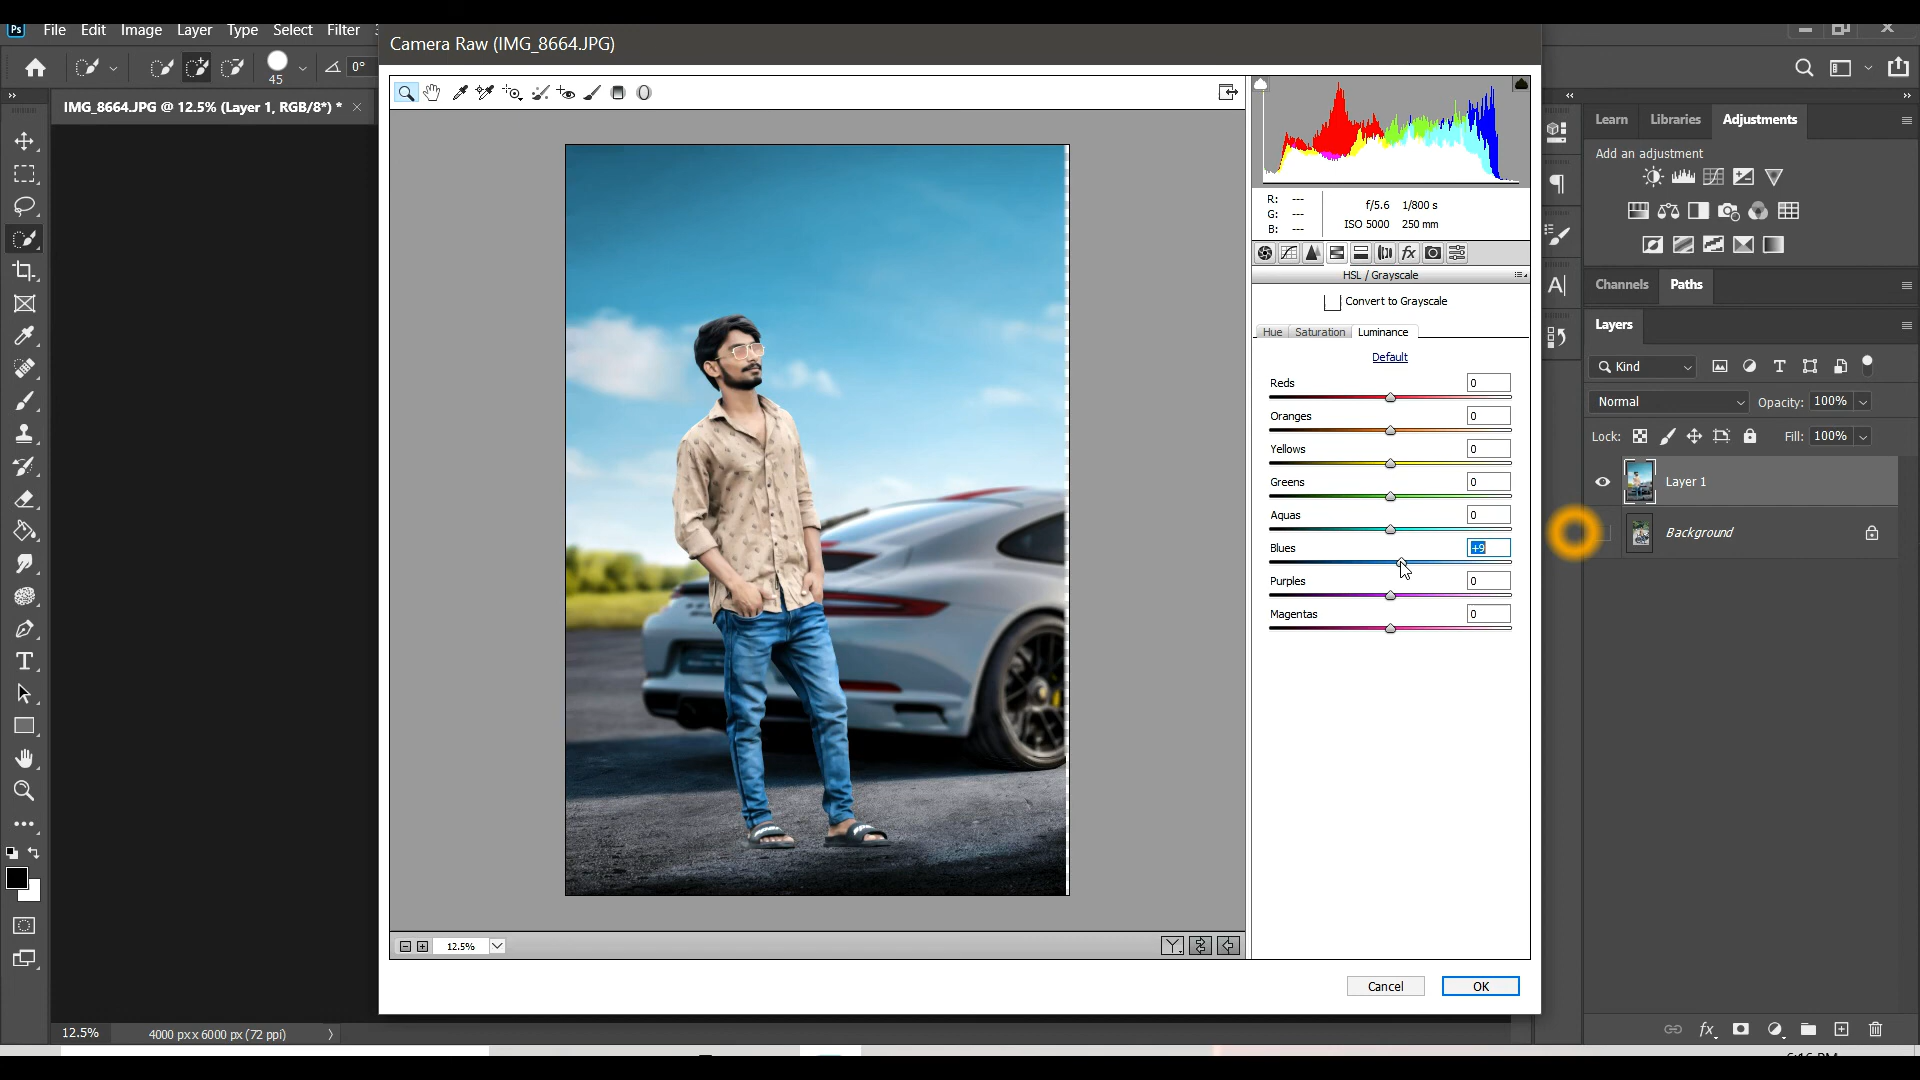 Ps File Edit Image Layer Type Select Filter
Camera Raw (IMG_8664.JPG)
45
0°
IMG_8664.JPG @ 12.5% (Layer 1, RGB/8*) *
R: ---
G: ---
B: ---
f/5.6 1/800 s
ISO 5000 250 mm
HSL / Grayscale
Convert to Grayscale
Hue Saturation Luminance
Default
Reds 0
Oranges 0
Yellows 0
Greens 0
Aquas 0
Blues +9
Purples 0
Magentas 0
12.5%
Cancel OK
Learn Libraries Adjustments
Add an adjustment
Channels Paths
Layers
Kind
Normal Opacity: 100%
Lock: Fill: 100%
Layer 1
Background
12.5% 4000 px x 6000 px (72 ppi)